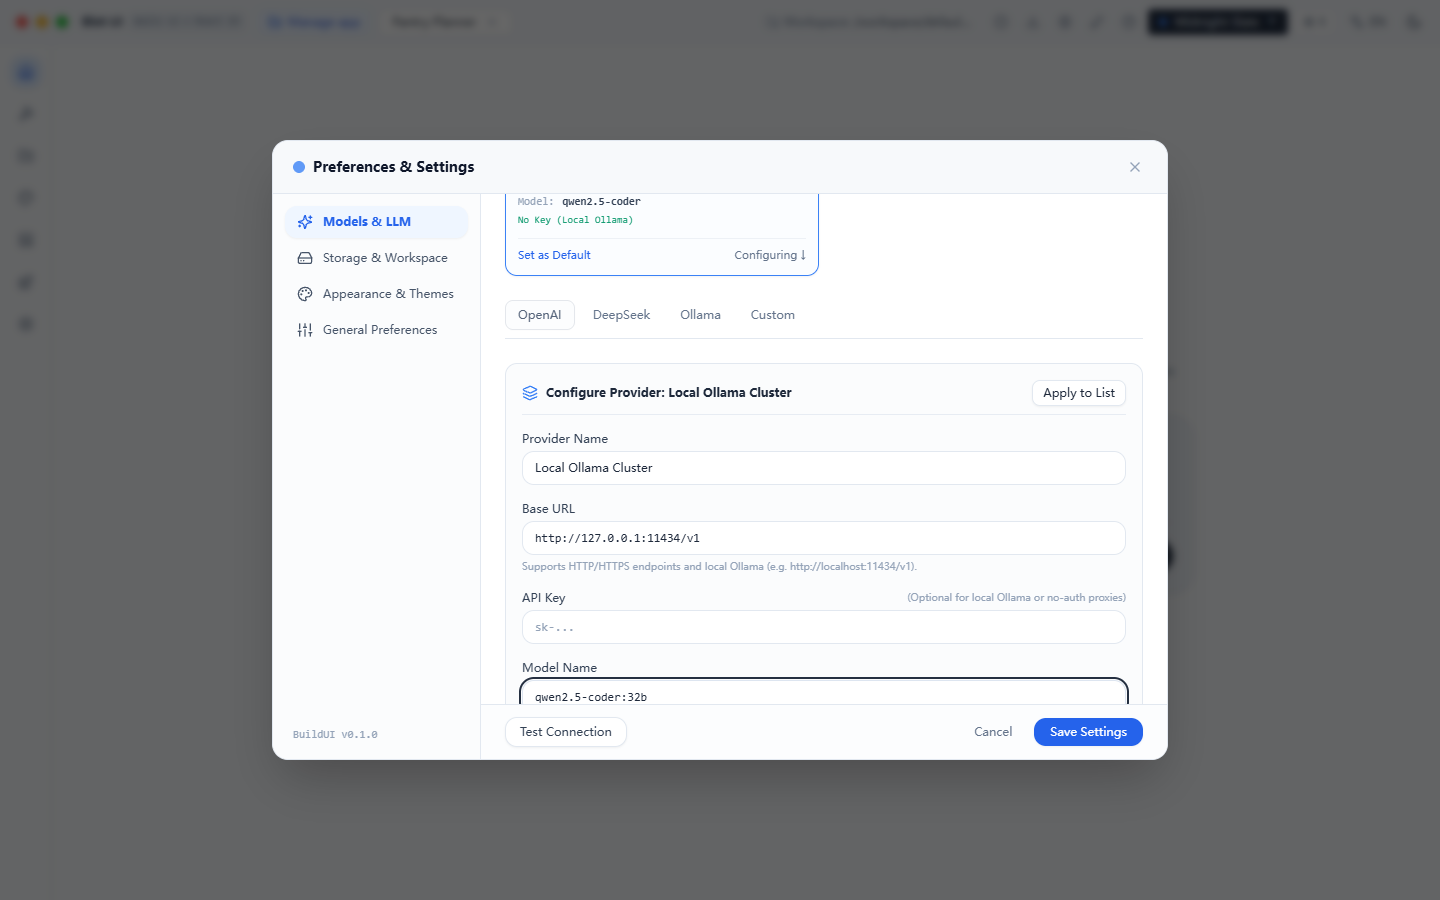 Preferences & Settings
Models & LLM
Storage & Workspace
Appearance & Themes
General Preferences
BuildUI v0.1.0
Model: qwen2.5-coder
No Key (Local Ollama)
Set as Default
Configuring ↓
OpenAI
DeepSeek
Ollama
Custom
Configure Provider: Local Ollama Cluster
Apply to List
Provider Name
Local Ollama Cluster
Base URL
http://127.0.0.1:11434/v1
Supports HTTP/HTTPS endpoints and local Ollama (e.g. http://localhost:11434/v1).
API Key
(Optional for local Ollama or no-auth proxies)
sk-...
Model Name
qwen2.5-coder:32b
Test Connection
Cancel
Save Settings